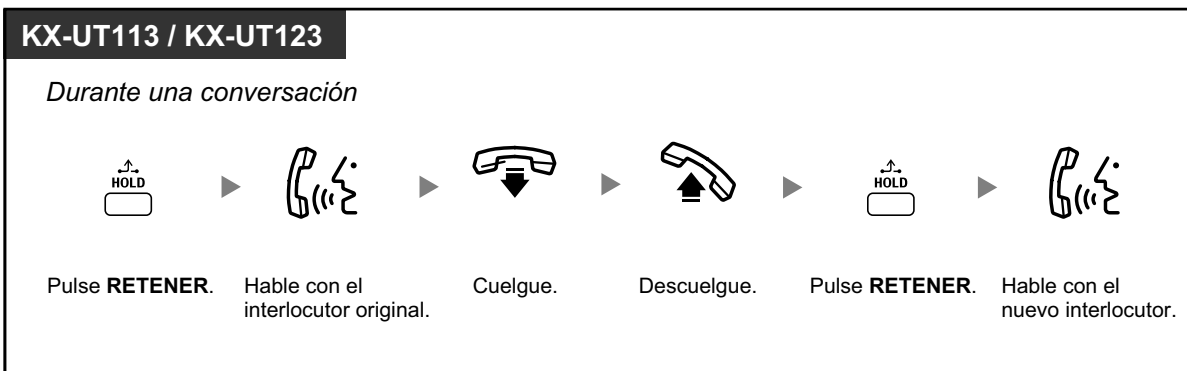 KX-UT113 / KX-UT123
Durante una conversación
HOLD
HOLD
Pulse RETENER.
Hable con el
interlocutor original.
Cuelgue.
Descuelgue.
Pulse RETENER.
Hable con el
nuevo interlocutor.